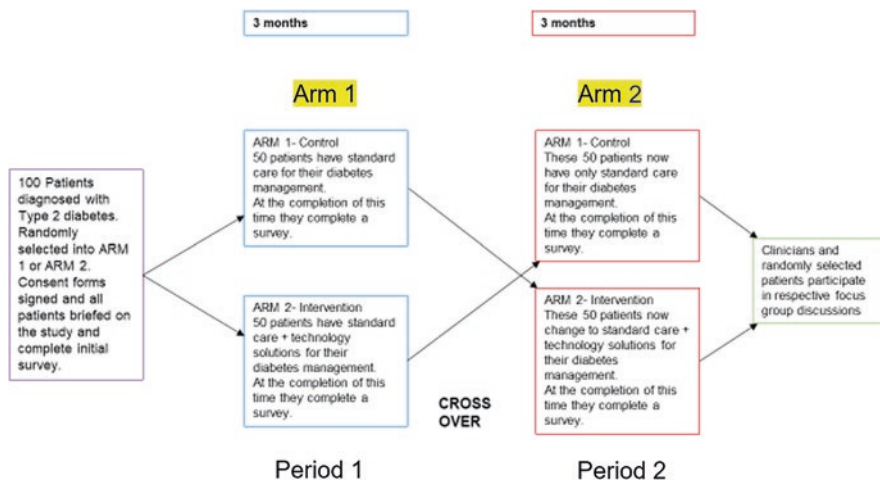 3 months
3 months
Arm 1
Arm 2
100 Patients
diagnosed with
Type 2 diabetes.
Randomly
selected into ARM
1 or ARM 2.
Consent forms
signed and all
patients briefed on
the study and
complete initial
survey.
ARM 1- Control
50 patients have standard
care for their diabetes
management.
At the completion of this
time they complete a
survey.
ARM 2- Intervention
50 patients have standard
care + technology
solutions for their
diabetes management.
At the completion of this
time they complete a
survey.
CROSS
OVER
ARM 1- Control
These 50 patients now
have only standard care
for their diabetes
management.
At the completion of this
time they complete a
survey.
ARM 2- Intervention
These 50 patients now
change to standard care +
technology solutions for
their diabetes
management.
At the completion of this
time they complete a
survey.
Clinicians and
randomly selected
patients participate
in respective focus
group discussions
Period 1
Period 2